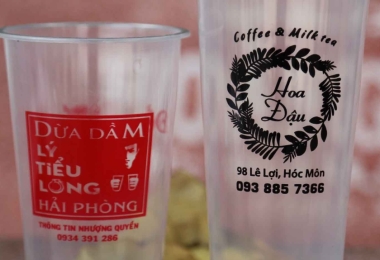 DỪA DẦM
LÝ
TIỂU
LONG
HẢI PHÒNG
THÔNG TIN NHƯỢNG QUYỀN
0934 391 286
Coffee & Milk tea
Hoa
Đậu
98 Lê Lợi, Hóc Môn
093 885 7366